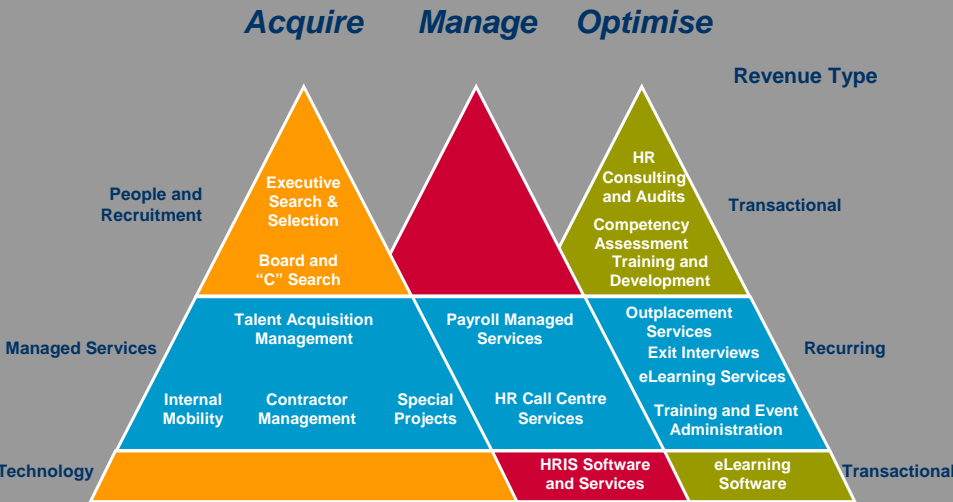 Acquire Manage Optimise
Revenue Type
People and
Recruitment
Executive
Search &
Selection
Board and
“C” Search
HR
Consulting
and Audits
Competency
Assessment
Training and
Development
Transactional
Managed Services
Talent Acquisition
Management
Internal
Mobility
Contractor
Management
Special
Projects
Payroll Managed
Services
HR Call Centre
Services
Outplacement
Services
Exit Interviews
eLearning Services
Training and Event
Administration
Recurring
Technology
HRIS Software
and Services
eLearning
Software
Transactional